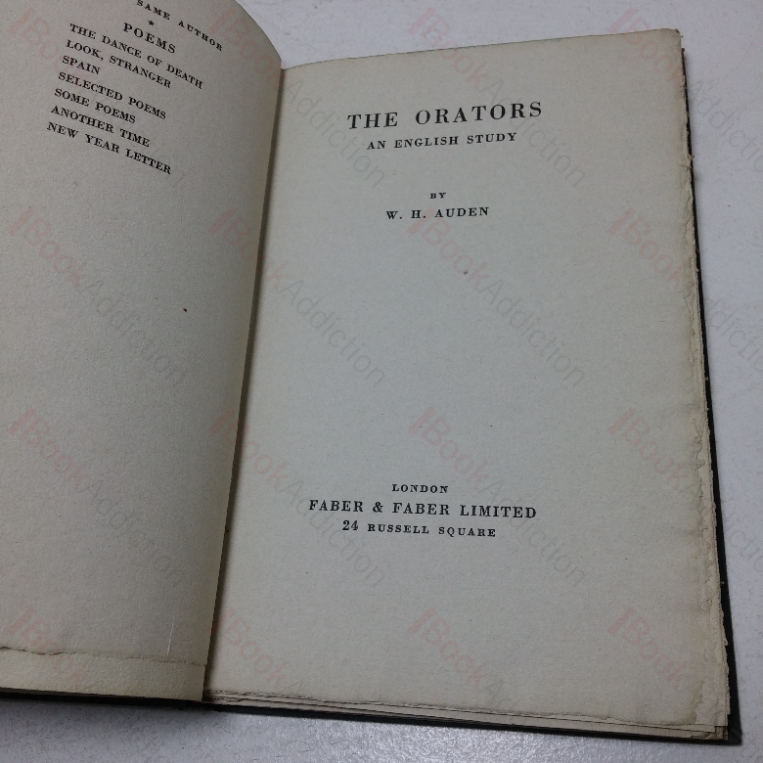 SAME AUTHOR
*
POEMS
THE DANCE OF DEATH
LOOK, STRANGER
SPAIN
SELECTED POEMS
SOME POEMS
ANOTHER TIME
NEW YEAR LETTER
THE ORATORS
AN ENGLISH STUDY
BY
W. H. AUDEN
LONDON
FABER & FABER LIMITED
24 RUSSELL SQUARE
BookAddiction